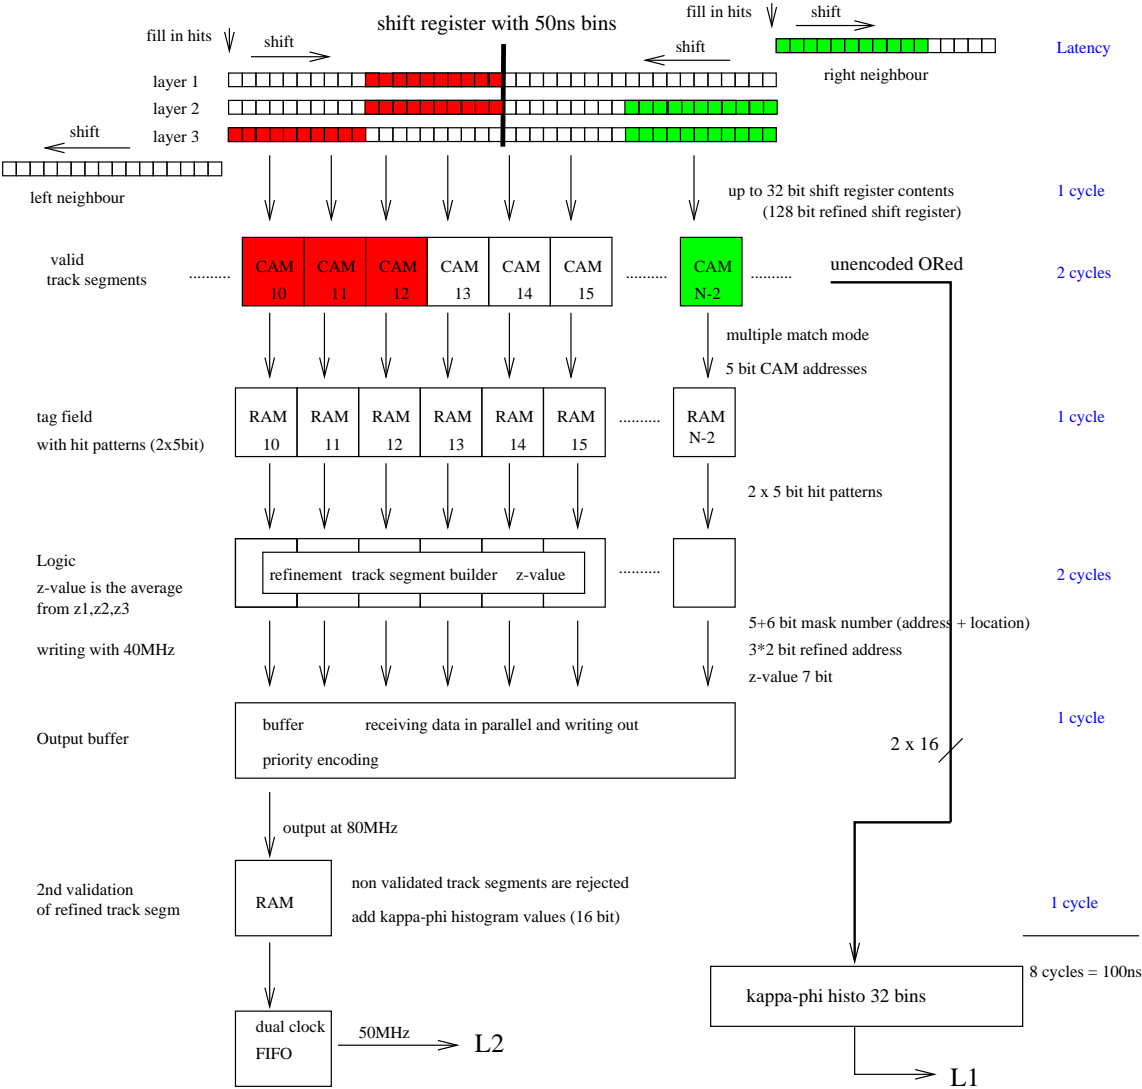 shift register with 50ns bins
fill in hits
shift
fill in hits
shift
shift
Latency
right neighbour
layer 1
layer 2
layer 3
shift
left neighbour
up to 32 bit shift register contents
(128 bit refined shift register)
1 cycle
valid
track segments
..........
CAM
10
CAM
11
CAM
12
CAM
13
CAM
14
CAM
15
..........
CAM
N-2
..........
unencoded ORed
2 cycles
multiple match mode
5 bit CAM addresses
tag field
with hit patterns (2x5bit)
RAM
10
RAM
11
RAM
12
RAM
13
RAM
14
RAM
15
..........
RAM
N-2
1 cycle
2 x 5 bit hit patterns
Logic
z-value is the average
from z1,z2,z3
writing with 40MHz
refinement track segment builder z-value
..........
2 cycles
5+6 bit mask number (address + location)
3*2 bit refined address
z-value 7 bit
Output buffer
buffer receiving data in parallel and writing out
priority encoding
1 cycle
2 x 16
output at 80MHz
2nd validation
of refined track segm
RAM
non validated track segments are rejected
add kappa-phi histogram values (16 bit)
1 cycle
8 cycles = 100ns
kappa-phi histo 32 bins
dual clock
FIFO
50MHz
L2
L1